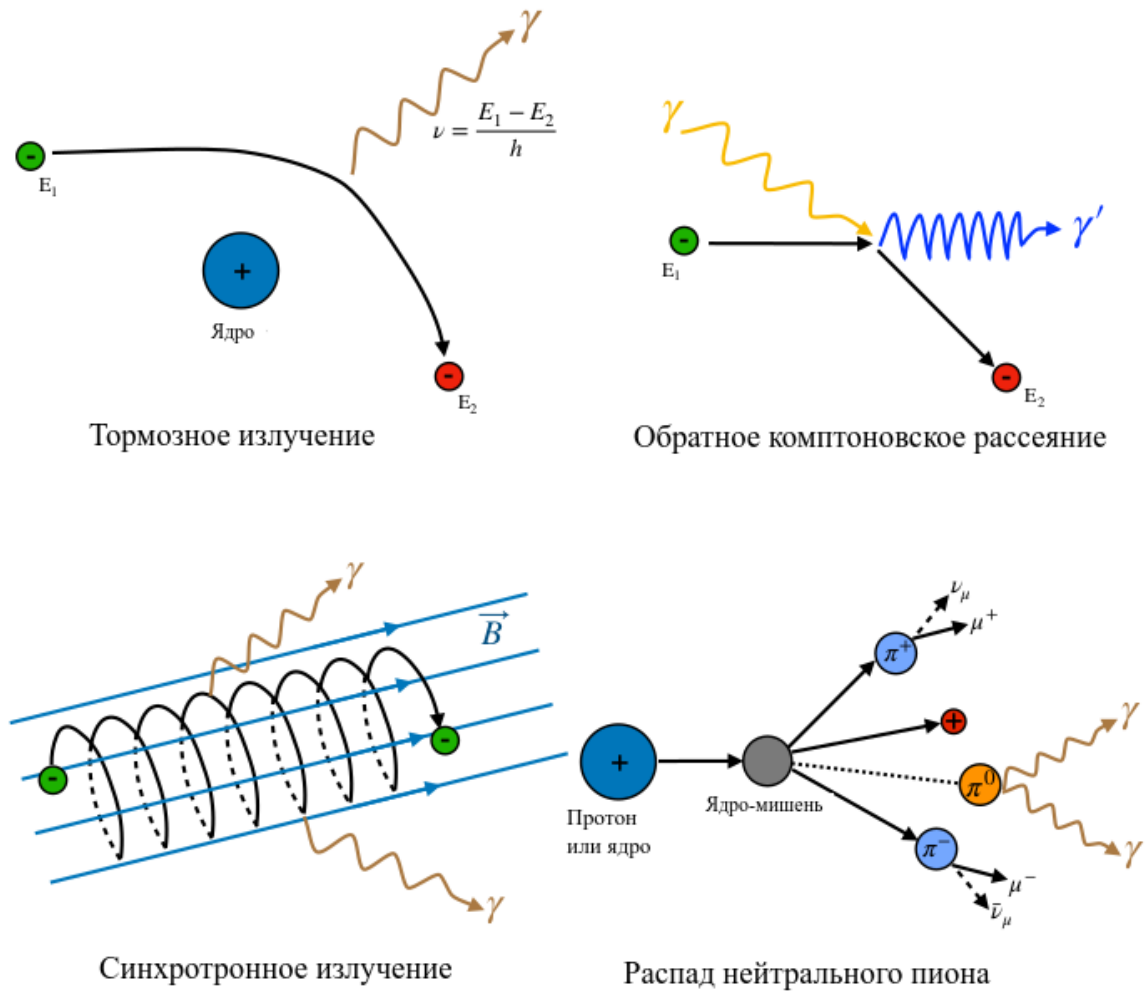 γ
ν = (E₁ − E₂) / h
-
E₁
+
Ядро
-
E₂
Тормозное излучение
γ
-
E₁
γ′
-
E₂
Обратное комптоновское рассеяние
γ
B⃗
-
-
γ
Синхротронное излучение
ν_μ
μ⁺
π⁺
+
+
Протон
или ядро
Ядро-мишень
γ
π⁰
γ
π⁻
μ⁻
ν̄_μ
Распад нейтрального пиона